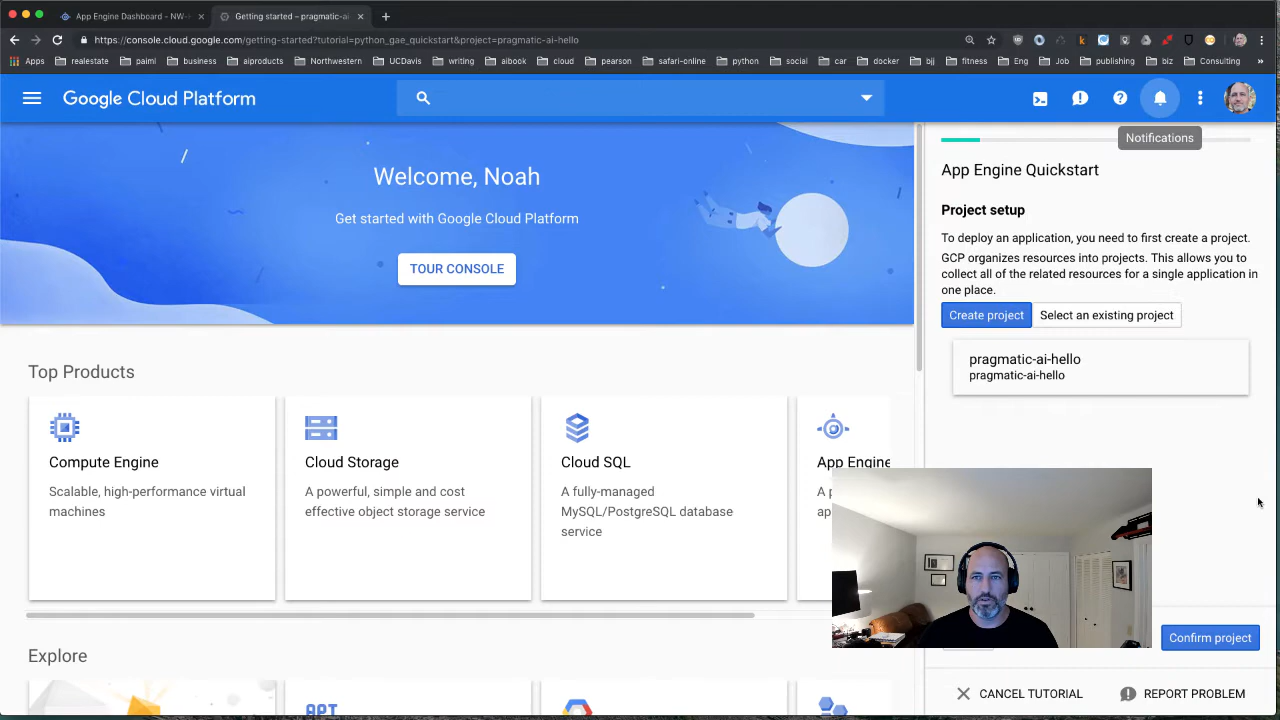 App Engine Dashboard - NW-
Getting started – pragmatic-ai-
https://console.cloud.google.com/getting-started?tutorial=python_gae_quickstart&project=pragmatic-ai-hello
Apps realestate paiml business aiproducts Northwestern UCDavis writing aibook cloud pearson safari-online python social car docker bjj fitness Eng Job publishing biz Consulting »
Google Cloud Platform
Notifications
Welcome, Noah
Get started with Google Cloud Platform
TOUR CONSOLE
Top Products
Compute Engine
Scalable, high-performance virtual
machines
Cloud Storage
A powerful, simple and cost
effective object storage service
Cloud SQL
A fully-managed
MySQL/PostgreSQL database
service
App Engine
Explore
API
App Engine Quickstart
Project setup
To deploy an application, you need to first create a project.
GCP organizes resources into projects. This allows you to
collect all of the related resources for a single application in
one place.
Create project Select an existing project
pragmatic-ai-hello
pragmatic-ai-hello
Confirm project
CANCEL TUTORIAL REPORT PROBLEM